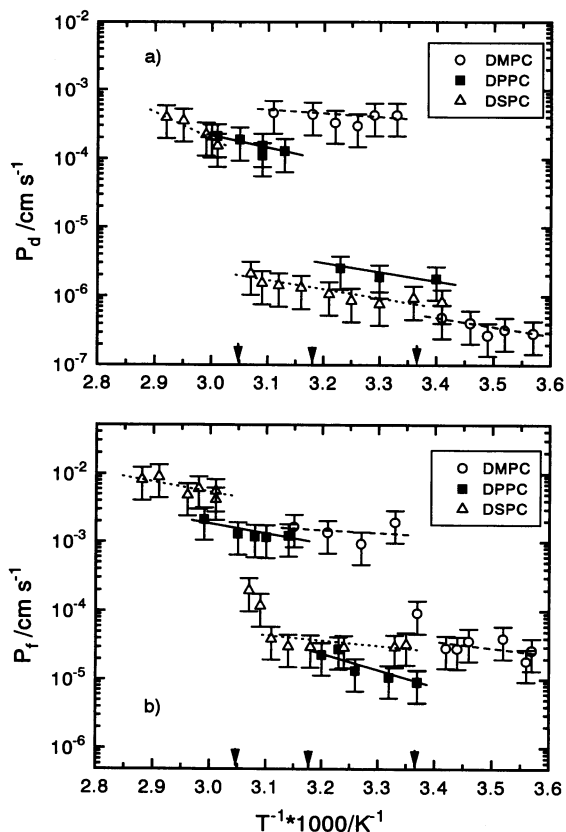 a)
DMPC
DPPC
DSPC
10⁻²
10⁻³
10⁻⁴
10⁻⁵
10⁻⁶
10⁻⁷
P_d /cm s⁻¹
2.8 2.9 3.0 3.1 3.2 3.3 3.4 3.5 3.6
DMPC
DPPC
DSPC
10⁻²
10⁻³
10⁻⁴
10⁻⁵
10⁻⁶
P_f /cm s⁻¹
b)
2.8 2.9 3.0 3.1 3.2 3.3 3.4 3.5 3.6
T⁻¹*1000/K⁻¹